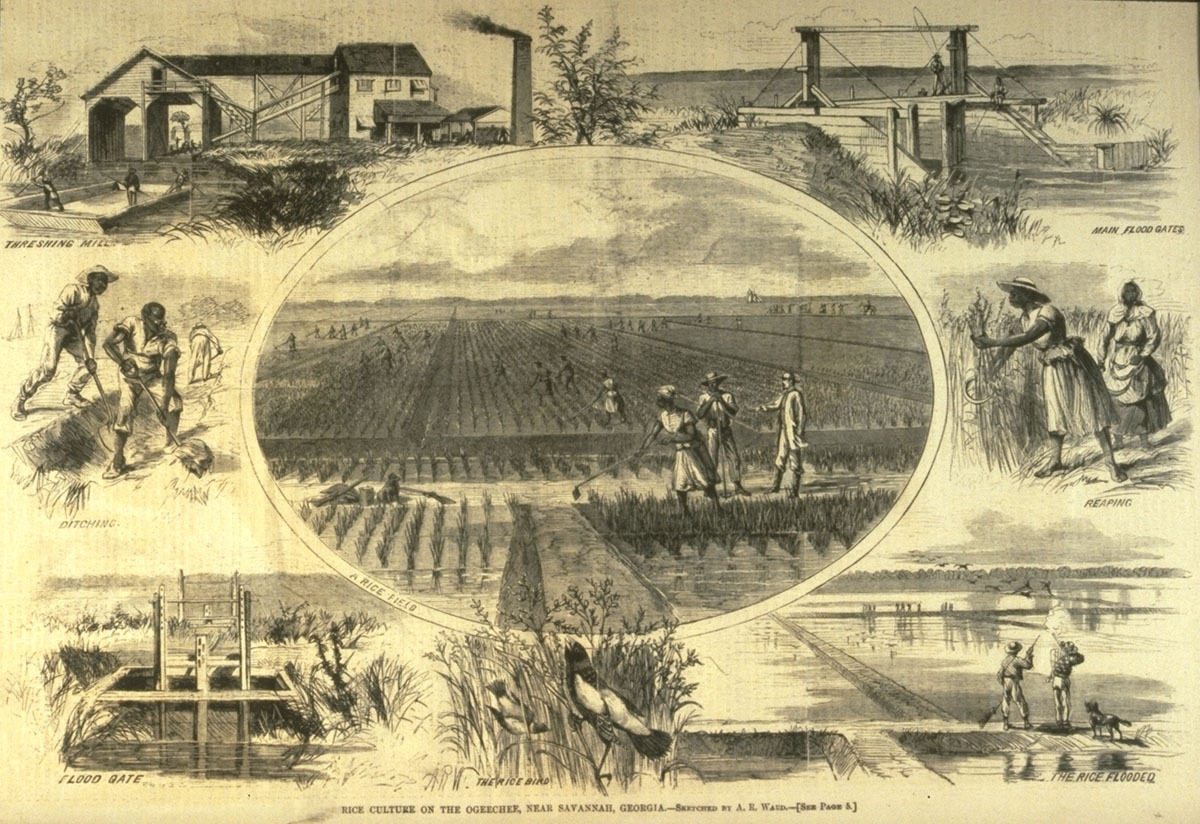 THRESHING MILL.
MAIN FLOOD GATES
DITCHING.
REAPING
A RICE FIELD
FLOOD GATE
THE RICE BIRD
THE RICE FLOODED
RICE CULTURE ON THE OGEECHEE, NEAR SAVANNAH, GEORGIA.—SKETCHED BY A. R. WAUD.—[SEE PAGE 5.]